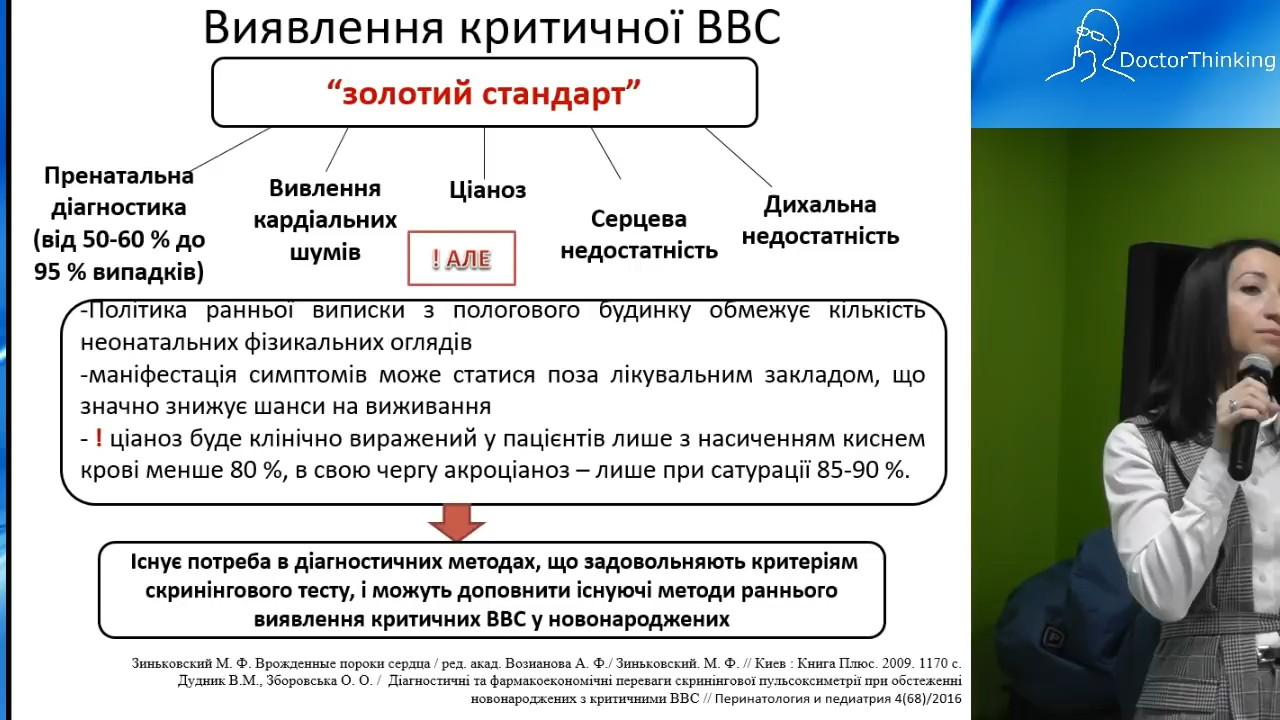 Виявлення критичної ВВС
“золотий стандарт”
Пренатальна
діагностика
(від 50-60 % до
95 % випадків)
Вивлення
кардіальних
шумів
Ціаноз
Серцева
недостатність
Дихальна
недостатність
! АЛЕ
-Політика ранньої виписки з пологового будинку обмежує кількість
неонатальних фізикальних оглядів
-маніфестація симптомів може статися поза лікувальним закладом, що
значно знижує шанси на виживання
- ! ціаноз буде клінічно виражений у пацієнтів лише з насиченням киснем
крові менше 80 %, в свою чергу акроціаноз – лише при сатурації 85-90 %.
Існує потреба в діагностичних методах, що задовольняють критеріям
скринінгового тесту, і можуть доповнити існуючі методи раннього
виявлення критичних ВВС у новонароджених
Зиньковский М. Ф. Врожденные пороки сердца / ред. акад. Возианова А. Ф./ Зиньковский. М. Ф. // Киев : Книга Плюс. 2009. 1170 с.
Дудник В.М., Зборовська О. О. / Діагностичні та фармакоекономічні переваги скринінгової пульсоксиметрії при обстеженні
новонароджених з критичними ВВС // Перинатология и педиатрия 4(68)/2016
DoctorThinking